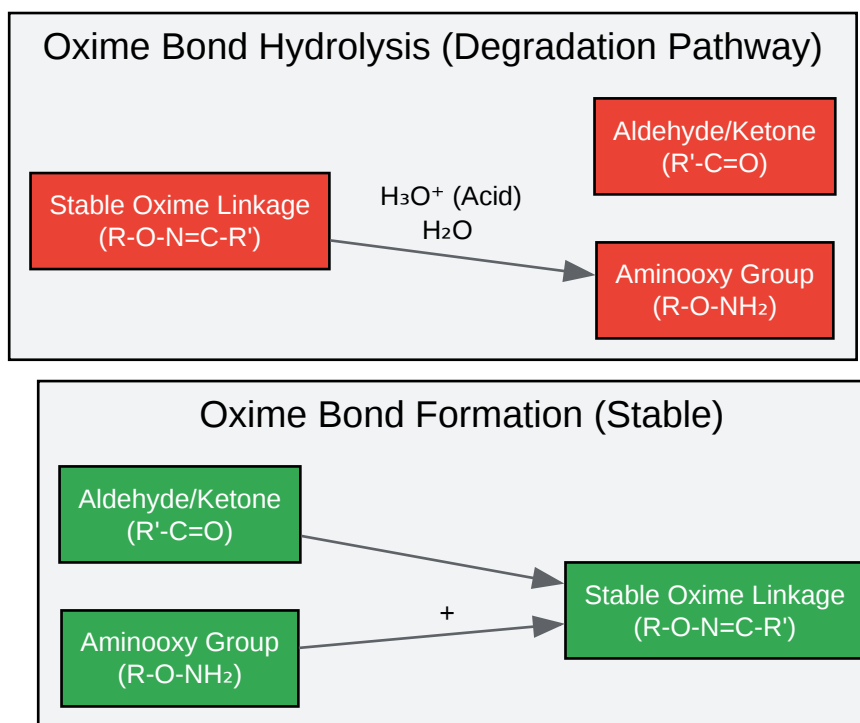 Oxime Bond Hydrolysis (Degradation Pathway)
Aldehyde/Ketone
(R'-C=O)
Stable Oxime Linkage
(R-O-N=C-R')
H₃O⁺ (Acid)
H₂O
Aminooxy Group
(R-O-NH₂)
Oxime Bond Formation (Stable)
Aldehyde/Ketone
(R'-C=O)
Stable Oxime Linkage
(R-O-N=C-R')
+
Aminooxy Group
(R-O-NH₂)